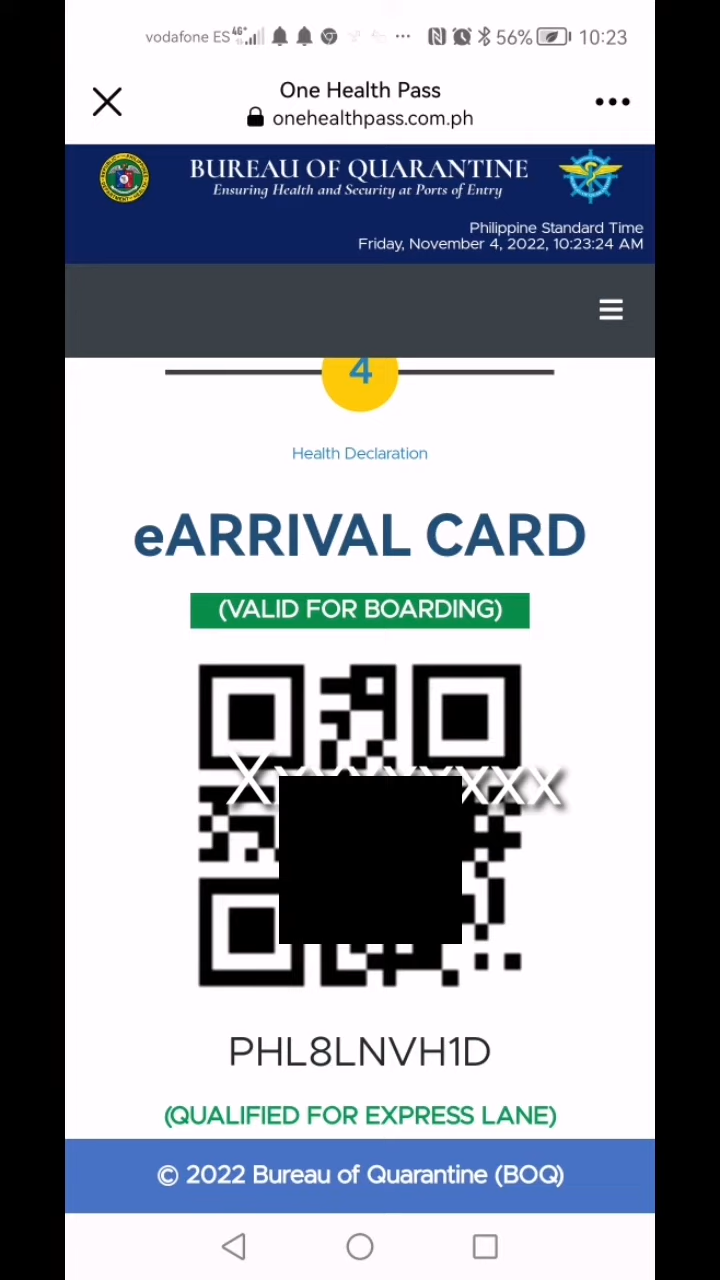 vodafone ES 4G+ ... 56% 10:23
One Health Pass
onehealthpass.com.ph
BUREAU OF QUARANTINE
Ensuring Health and Security at Ports of Entry
Philippine Standard Time
Friday, November 4, 2022, 10:23:24 AM
4
Health Declaration
eARRIVAL CARD
(VALID FOR BOARDING)
PHL8LNVH1D
(QUALIFIED FOR EXPRESS LANE)
© 2022 Bureau of Quarantine (BOQ)